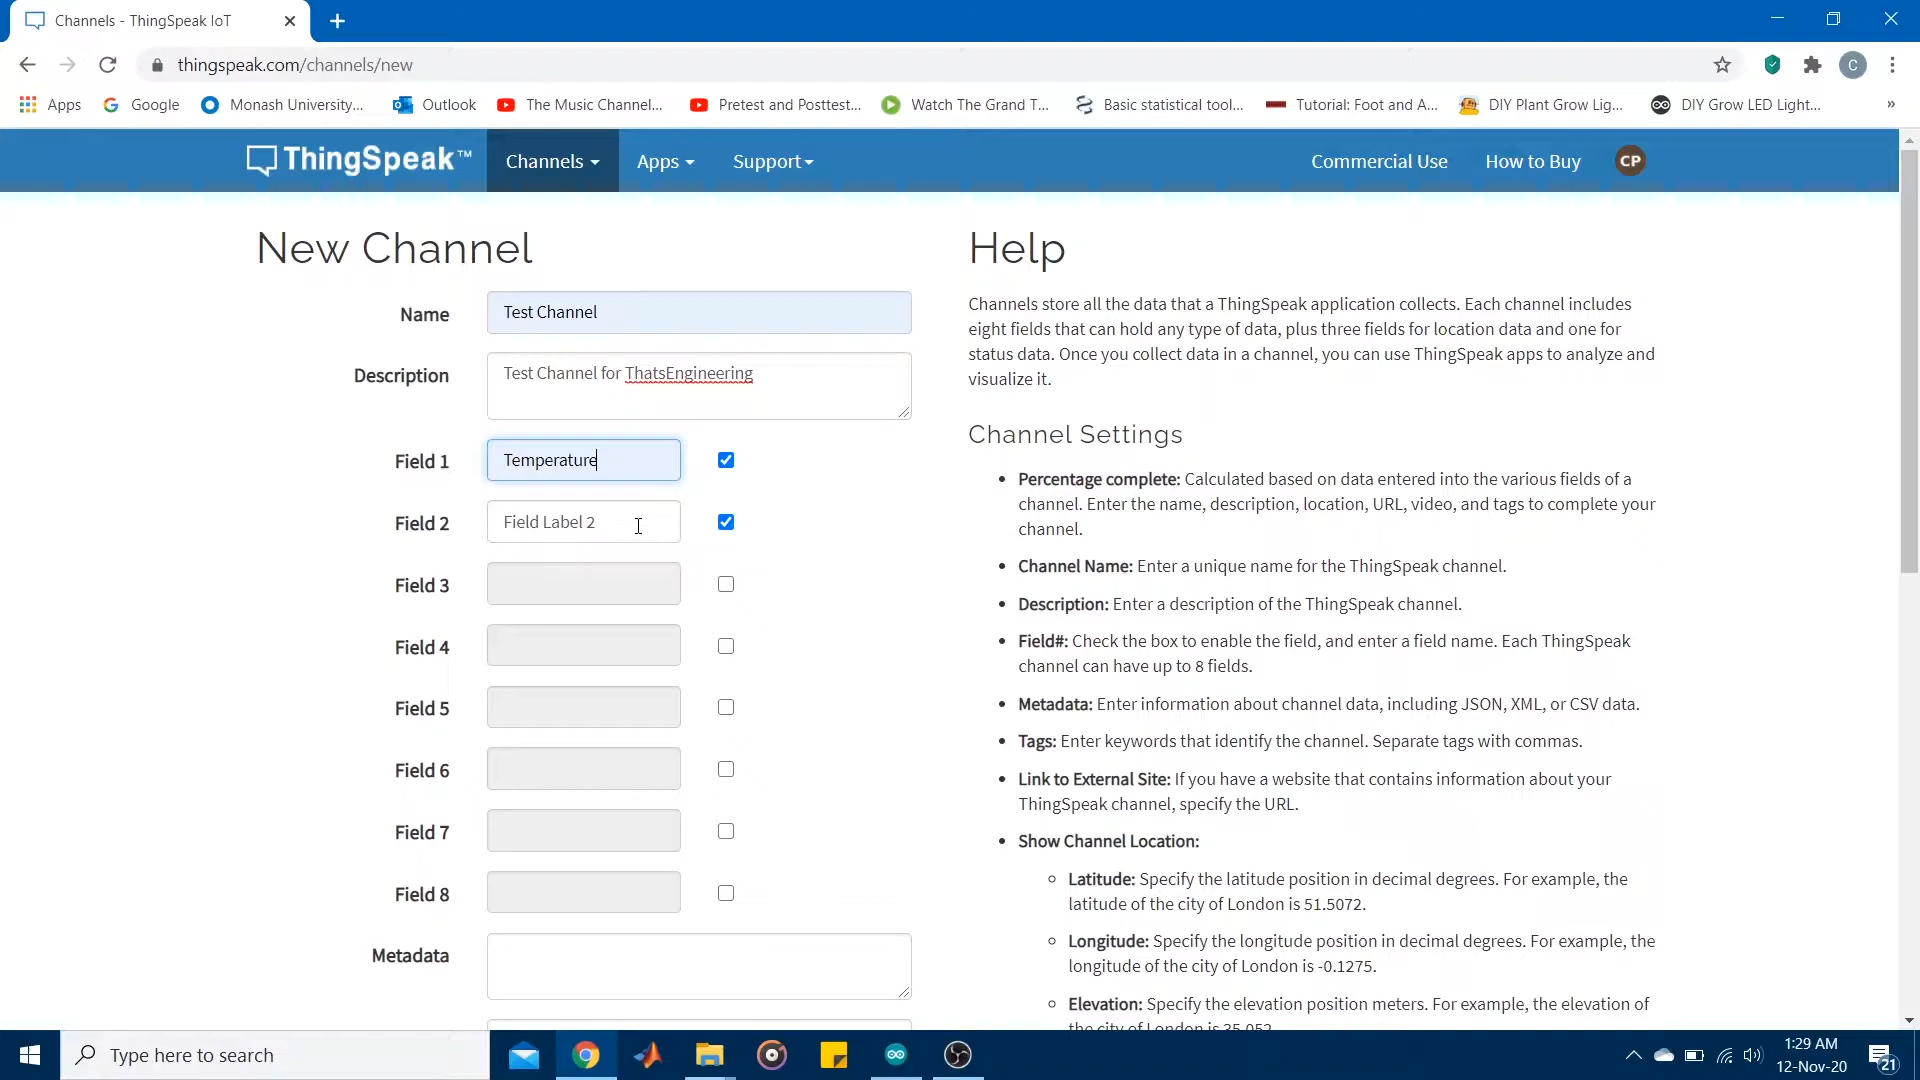 Channels - ThingSpeak IoT
thingspeak.com/channels/new
C
Apps
Google
Monash University...
Outlook
The Music Channel...
Pretest and Posttest...
Watch The Grand T...
Basic statistical tool...
Tutorial: Foot and A...
DIY Plant Grow Lig...
DIY Grow LED Light...
»
ThingSpeak™
Channels
Apps
Support
Commercial Use
How to Buy
CP
New Channel
Name
Test Channel
Description
Test Channel for ThatsEngineering
Field 1
Temperature
Field 2
Field Label 2
Field 3
Field 4
Field 5
Field 6
Field 7
Field 8
Metadata
Help
Channels store all the data that a ThingSpeak application collects. Each channel includes
eight fields that can hold any type of data, plus three fields for location data and one for
status data. Once you collect data in a channel, you can use ThingSpeak apps to analyze and
visualize it.
Channel Settings
• Percentage complete: Calculated based on data entered into the various fields of a
channel. Enter the name, description, location, URL, video, and tags to complete your
channel.
• Channel Name: Enter a unique name for the ThingSpeak channel.
• Description: Enter a description of the ThingSpeak channel.
• Field#: Check the box to enable the field, and enter a field name. Each ThingSpeak
channel can have up to 8 fields.
• Metadata: Enter information about channel data, including JSON, XML, or CSV data.
• Tags: Enter keywords that identify the channel. Separate tags with commas.
• Link to External Site: If you have a website that contains information about your
ThingSpeak channel, specify the URL.
• Show Channel Location:
◦ Latitude: Specify the latitude position in decimal degrees. For example, the
latitude of the city of London is 51.5072.
◦ Longitude: Specify the longitude position in decimal degrees. For example, the
longitude of the city of London is -0.1275.
◦ Elevation: Specify the elevation position meters. For example, the elevation of
the city of London is 35.052.
Type here to search
1:29 AM
12-Nov-20
21